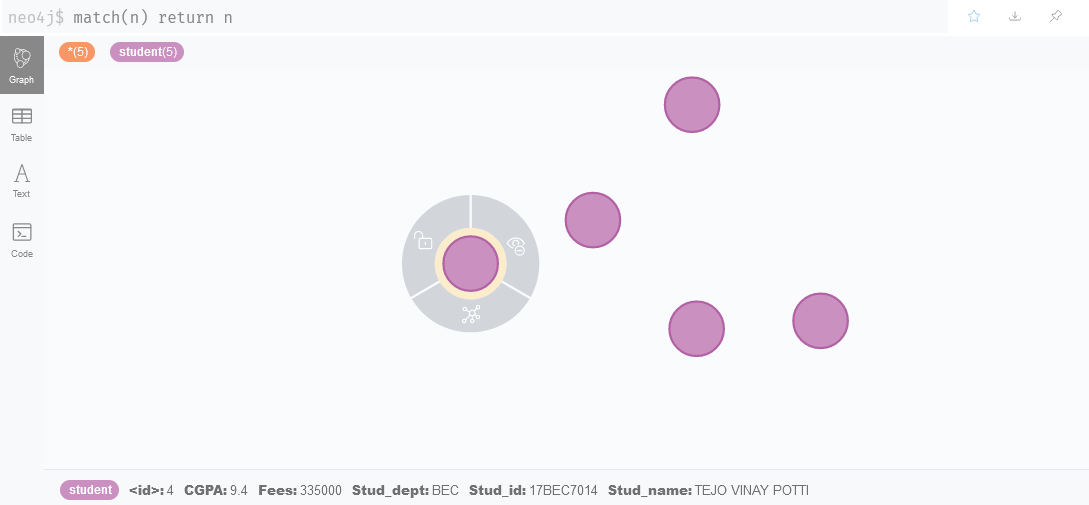 neo4j$ match(n) return n
*(5) student(5)
Graph
Table
Text
Code
student <id>: 4 CGPA: 9.4 Fees: 335000 Stud_dept: BEC Stud_id: 17BEC7014 Stud_name: TEJO VINAY POTTI